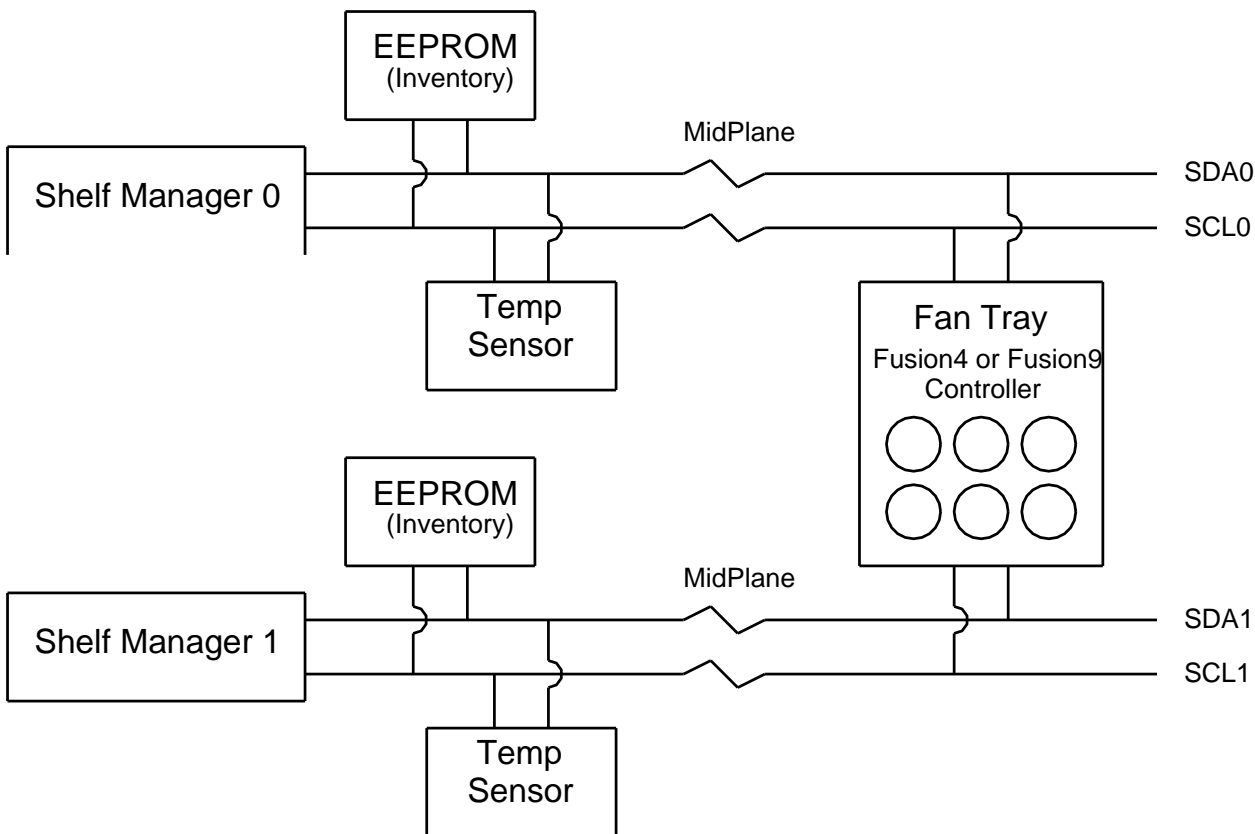 EEPROM
(Inventory)
MidPlane
Shelf Manager 0
SDA0
SCL0
Temp
Sensor
Fan Tray
Fusion4 or Fusion9
Controller
EEPROM
(Inventory)
MidPlane
Shelf Manager 1
SDA1
SCL1
Temp
Sensor